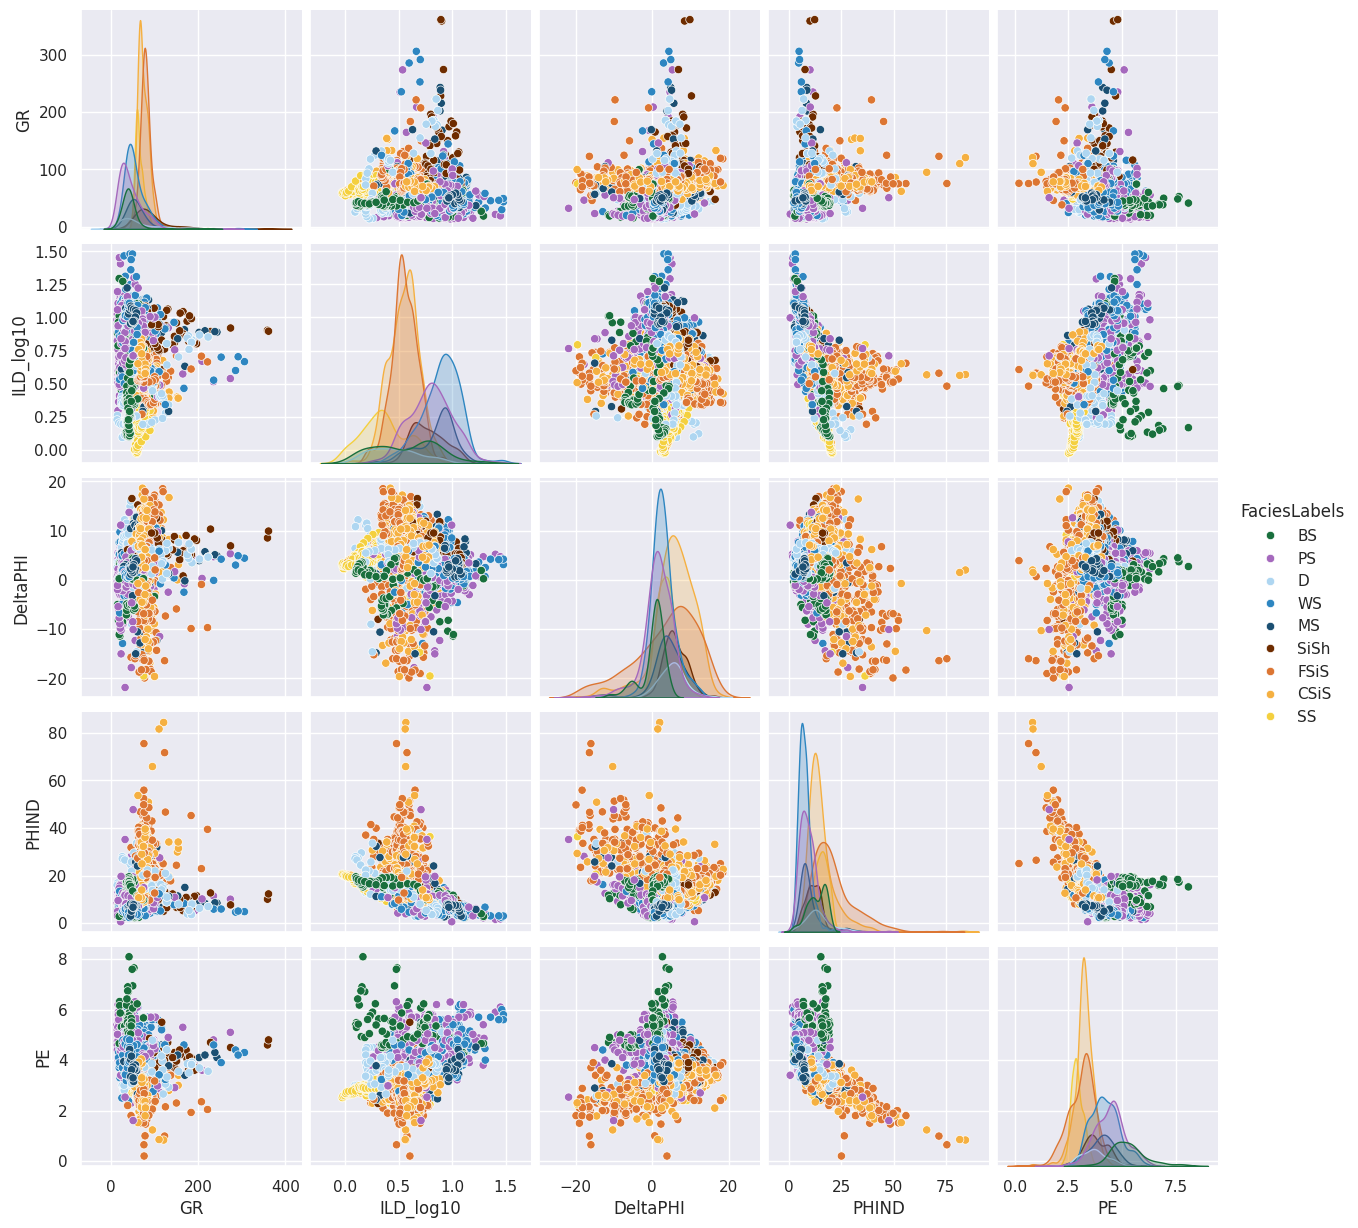 GR
300
200
100
0
ILD_log10
1.50
1.25
1.00
0.75
0.50
0.25
0.00
DeltaPHI
20
10
0
−10
−20
PHIND
80
60
40
20
0
PE
8
6
4
2
0
0 200 400
GR
0.0 0.5 1.0 1.5
ILD_log10
−20 0 20
DeltaPHI
0 25 50 75
PHIND
0.0 2.5 5.0 7.5
PE
FaciesLabels
BS
PS
D
WS
MS
SiSh
FSiS
CSiS
SS